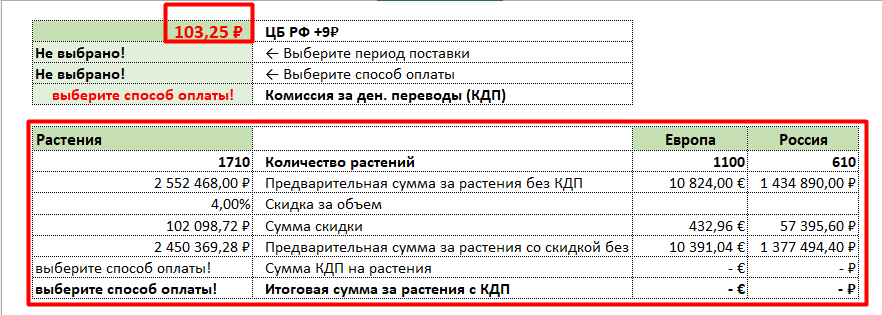 103,25 ₽ ЦБ РФ +9₽
Не выбрано! ← Выберите период поставки
Не выбрано! ← Выберите способ оплаты
выберите способ оплаты! Комиссия за ден. переводы (КДП)
Растения Европа Россия
1710 Количество растений 1100 610
2 552 468,00 ₽ Предварительная сумма за растения без КДП 10 824,00 € 1 434 890,00 ₽
4,00% Скидка за объем
102 098,72 ₽ Сумма скидки 432,96 € 57 395,60 ₽
2 450 369,28 ₽ Предварительная сумма за растения со скидкой без 10 391,04 € 1 377 494,40 ₽
выберите способ оплаты! Сумма КДП на растения - € - ₽
выберите способ оплаты! Итоговая сумма за растения с КДП - € - ₽